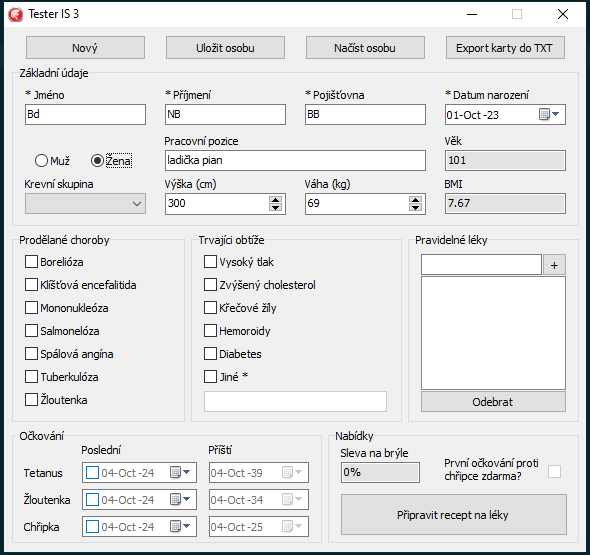 Tester IS 3
Nový Uložit osobu Načíst osobu Export karty do TXT
Základní údaje
* Jméno * Příjmení * Pojišťovna * Datum narození
Bd NB BB 01-Oct -23
Pracovní pozice Věk
Muž Žena ladička pian 101
Krevní skupina Výška (cm) Váha (kg) BMI
300 69 7.67
Prodělané choroby Trvající obtíže Pravidelné léky
Borelióza Vysoký tlak +
Klíšťová encefalitida Zvýšený cholesterol
Mononukleóza Křečové žíly
Salmonelóza Hemoroidy
Spálová angína Diabetes
Tuberkulóza Jiné *
Žloutenka Odebrat
Očkování Nabídky
Poslední Příští Sleva na brýle
Tetanus 04-Oct -24 04-Oct -39 0% První očkování proti
chřipce zdarma?
Žloutenka 04-Oct -24 04-Oct -34
Chřipka 04-Oct -24 04-Oct -25 Připravit recept na léky